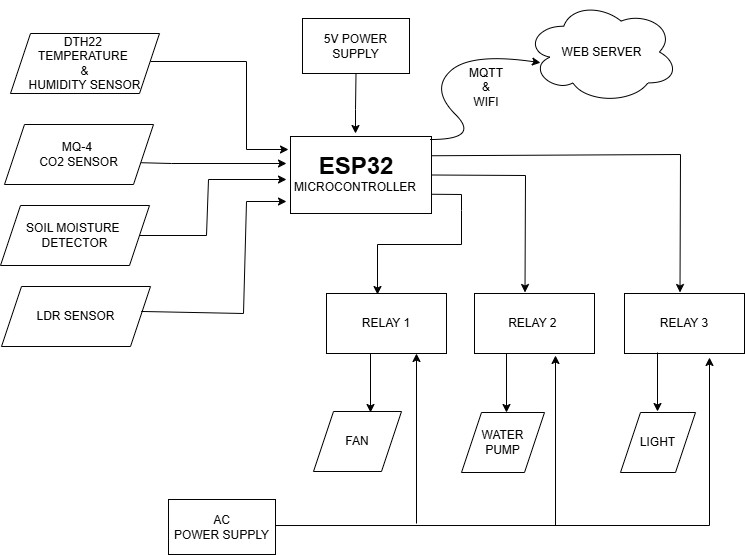 DTH22
TEMPERATURE
&
HUMIDITY SENSOR
5V POWER
SUPPLY
WEB SERVER
MQTT
&
WIFI
MQ-4
CO2 SENSOR
ESP32
MICROCONTROLLER
SOIL MOISTURE
DETECTOR
LDR SENSOR
RELAY 1
RELAY 2
RELAY 3
FAN
WATER
PUMP
LIGHT
AC
POWER SUPPLY